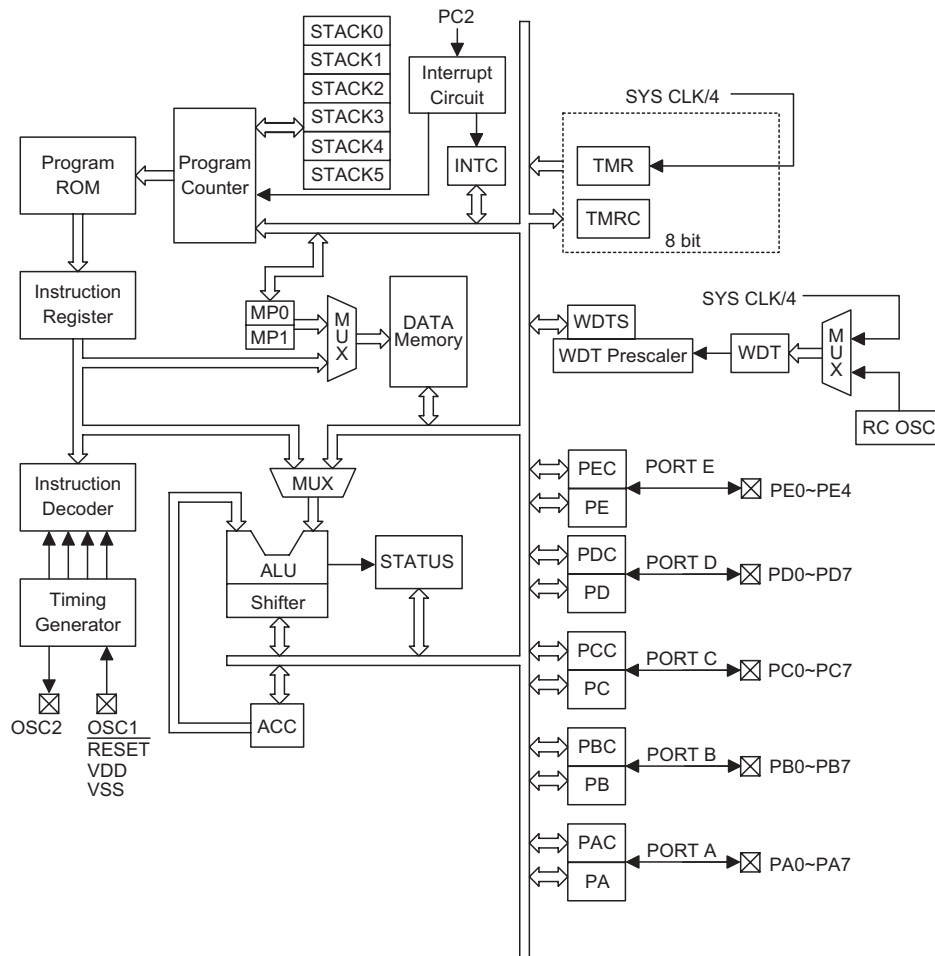 STACK0
STACK1
STACK2
STACK3
STACK4
STACK5
PC2
Interrupt
Circuit
INTC
Program
ROM
Program
Counter
SYS CLK/4
TMR
TMRC
8 bit
Instruction
Register
MP0
MP1
MUX
DATA
Memory
WDTS
WDT Prescaler
WDT
SYS CLK/4
MUX
RC OSC
Instruction
Decoder
MUX
ALU
Shifter
STATUS
Timing
Generator
OSC2
OSC1
RESET
VDD
VSS
ACC
PEC
PE
PORT E
PE0~PE4
PDC
PD
PORT D
PD0~PD7
PCC
PC
PORT C
PC0~PC7
PBC
PB
PORT B
PB0~PB7
PAC
PA
PORT A
PA0~PA7